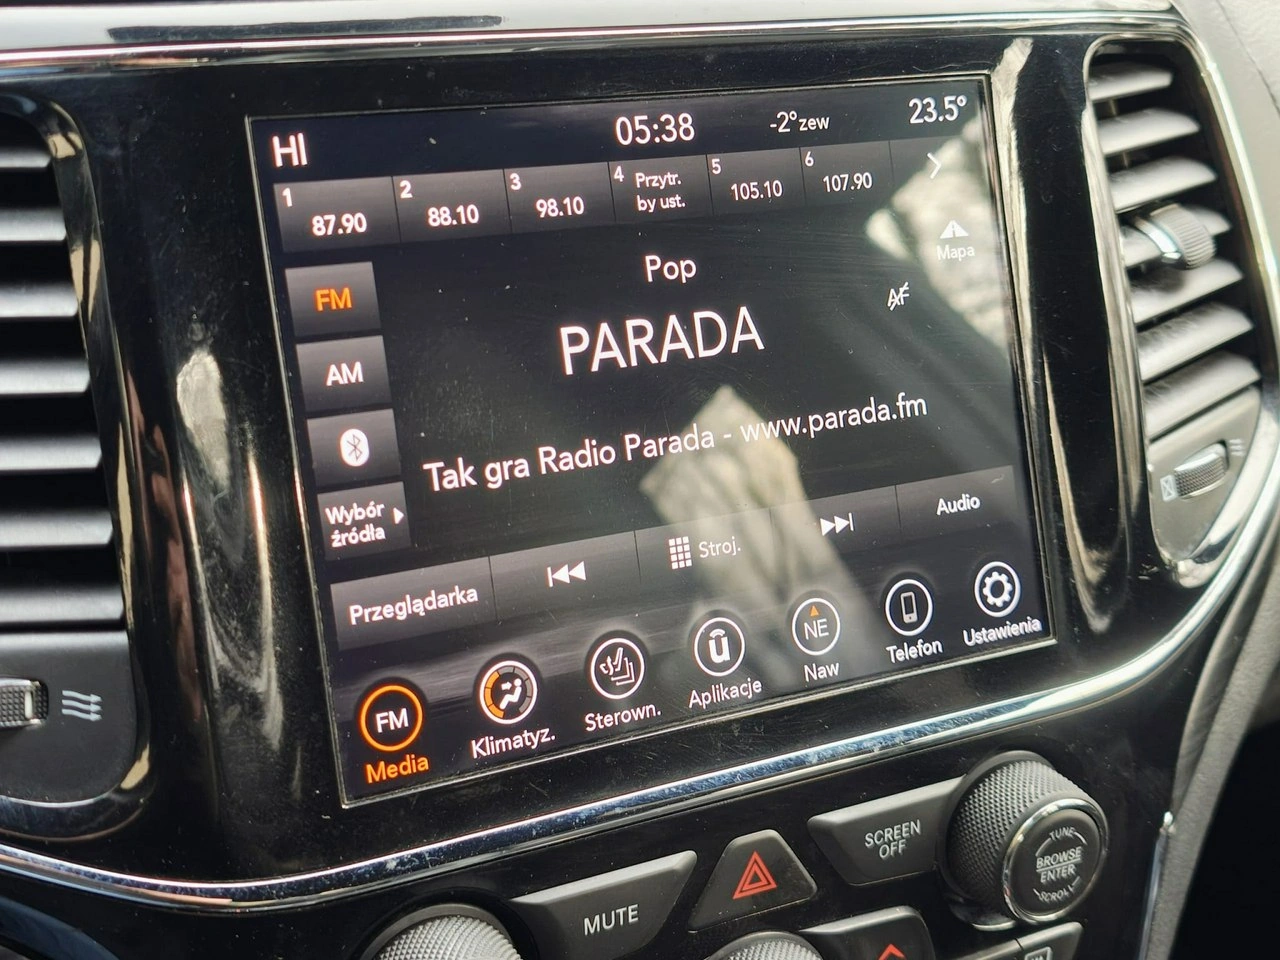 HI 05:38 -2°zew 23.5°
1 2 3 4 5 6
87.90 88.10 98.10 Przytr. 105.10 107.90
by ust.
Pop
Mapa
FM
AF
PARADA
AM
Tak gra Radio Parada - www.parada.fm
Wybór
źródła
Przeglądarka Stroj. Audio
FM NE
Media Klimatyz. Sterown. Aplikacje Naw Telefon Ustawienia
SCREEN
OFF
TUNE
BROWSE
ENTER
SCROLL
MUTE